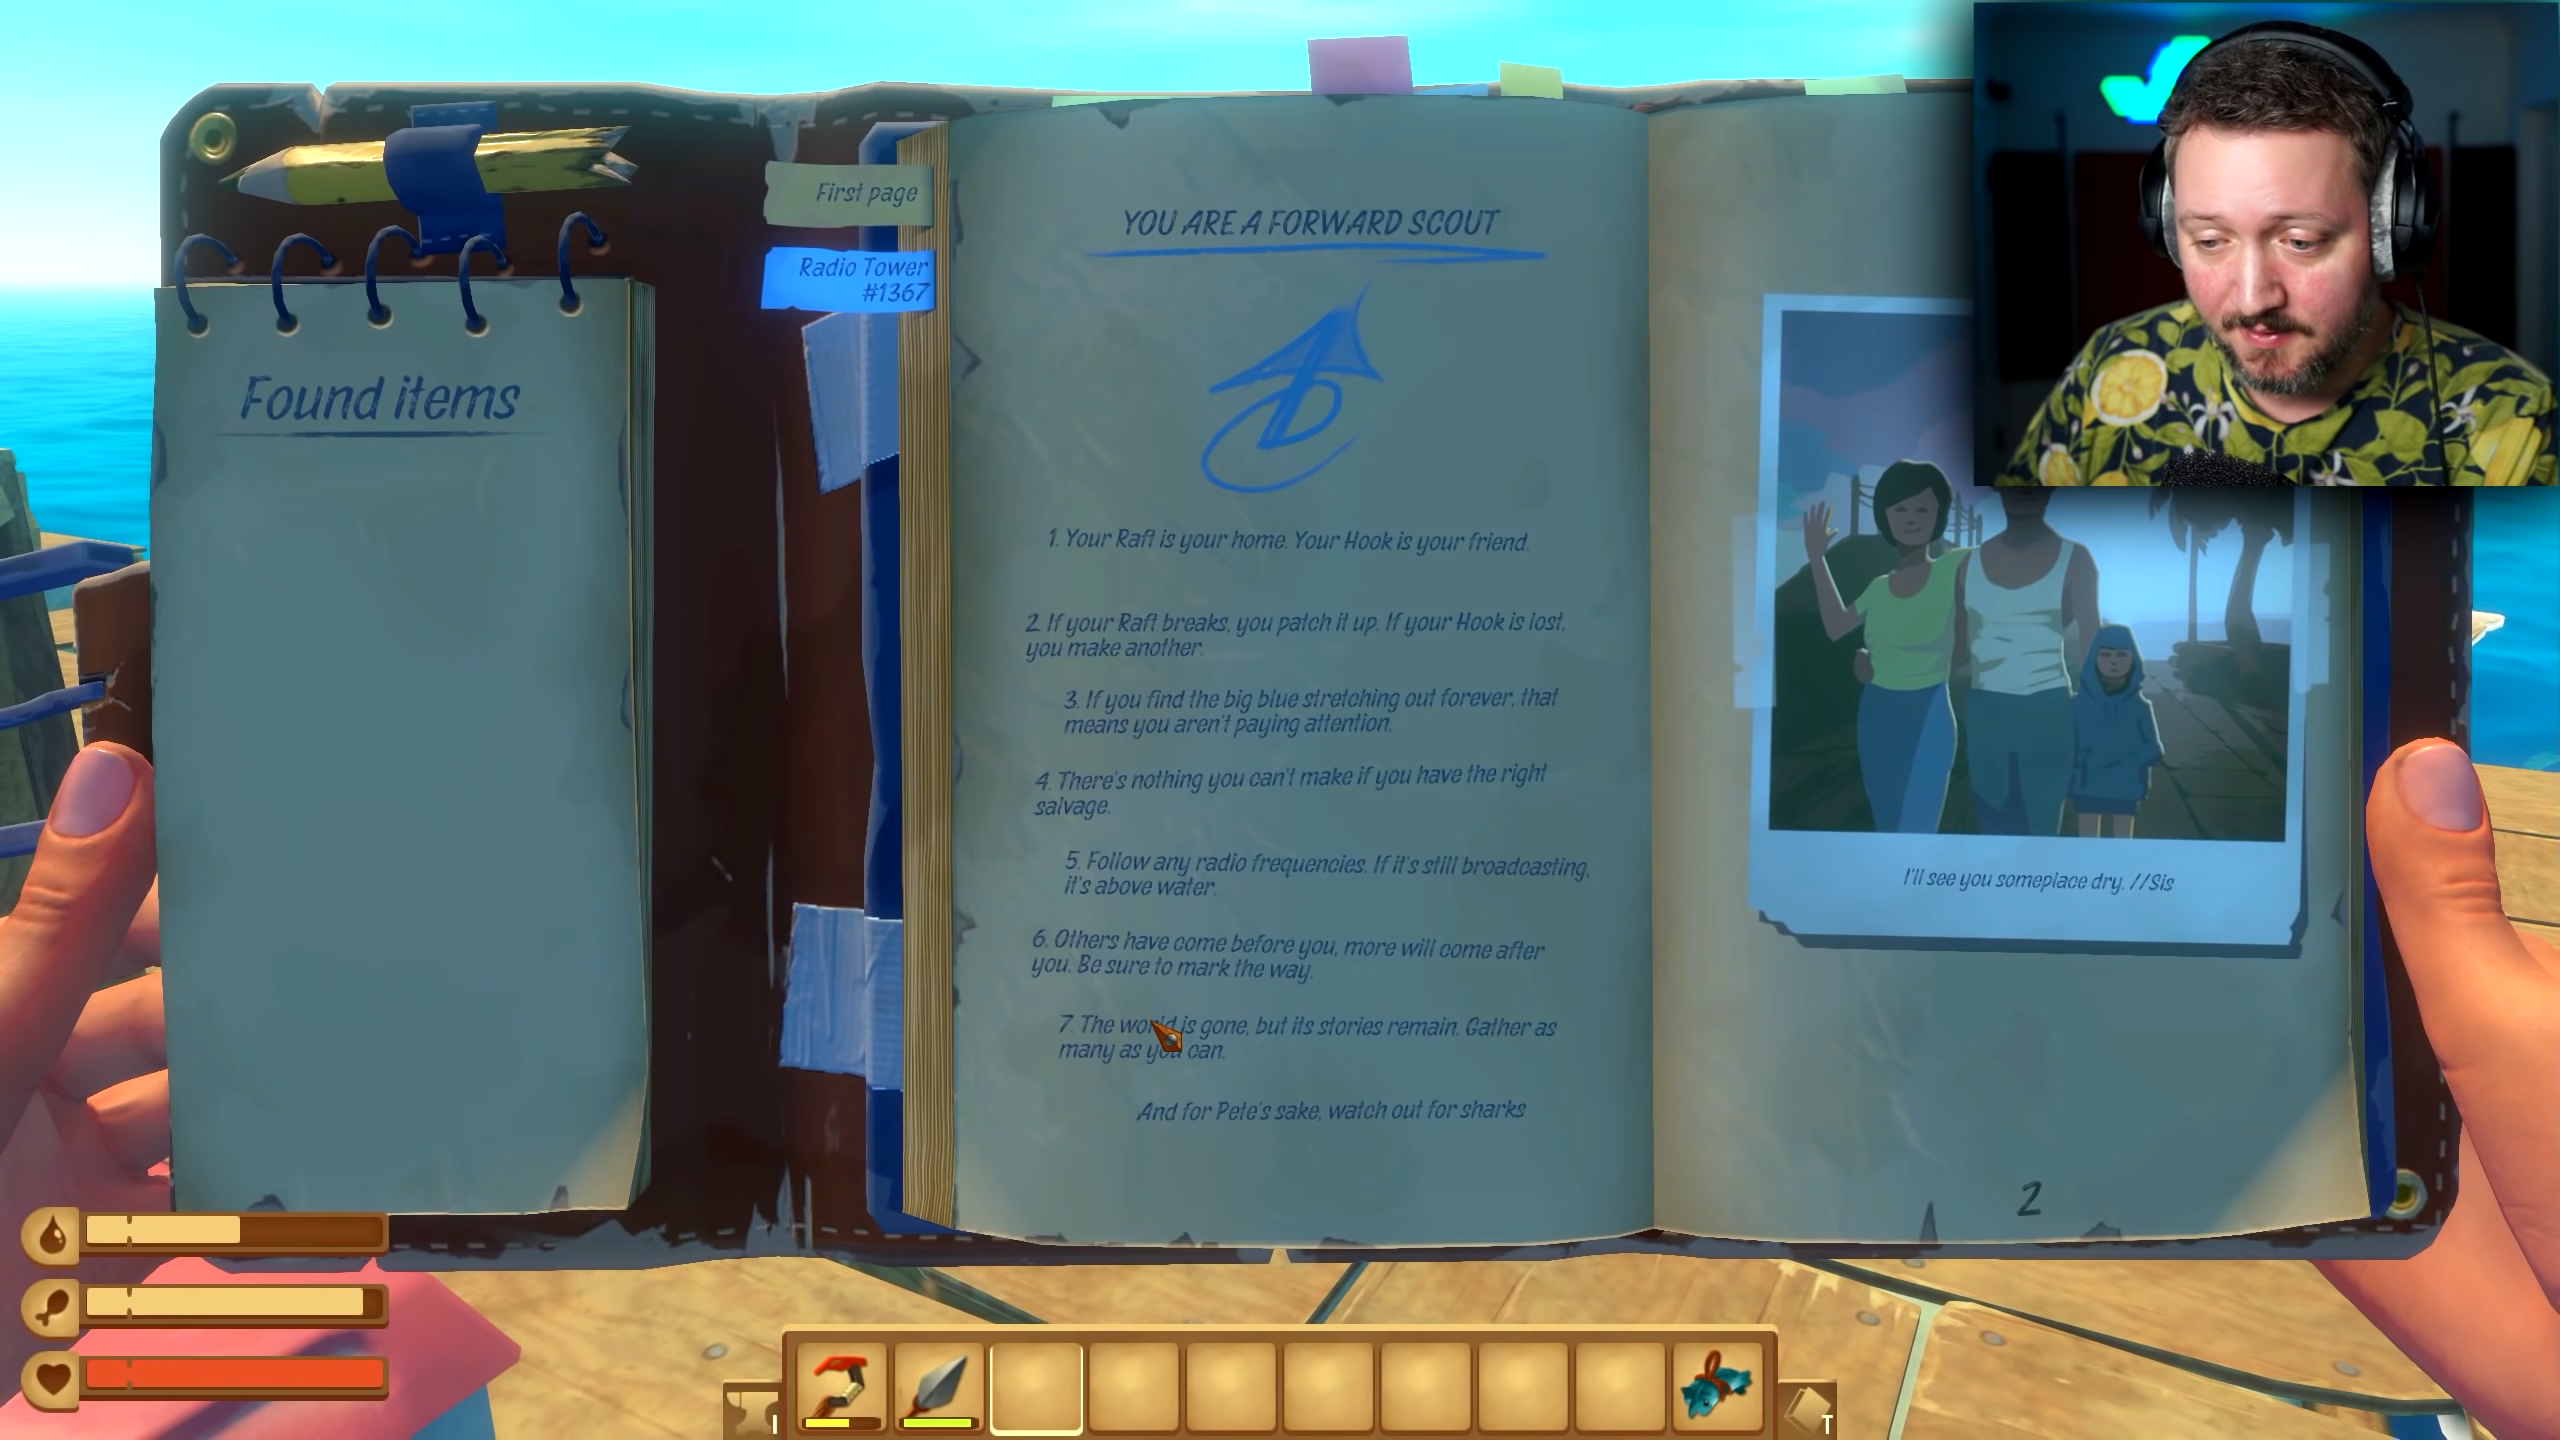 First page
Radio Tower
#1367
Found items
YOU ARE A FORWARD SCOUT
1. Your Raft is your home. Your Hook is your friend.
2. If your Raft breaks, you patch it up. If your Hook is lost,
you make another.
3. If you find the big blue stretching out forever, that
means you aren't paying attention.
4. There's nothing you can't make if you have the right
salvage.
5. Follow any radio frequencies. If it's still broadcasting,
it's above water.
6. Others have come before you, more will come after
you. Be sure to mark the way.
7. The world is gone, but its stories remain. Gather as
many as you can.
And for Pete's sake, watch out for sharks
I'll see you someplace dry. //Sis
2
I
T